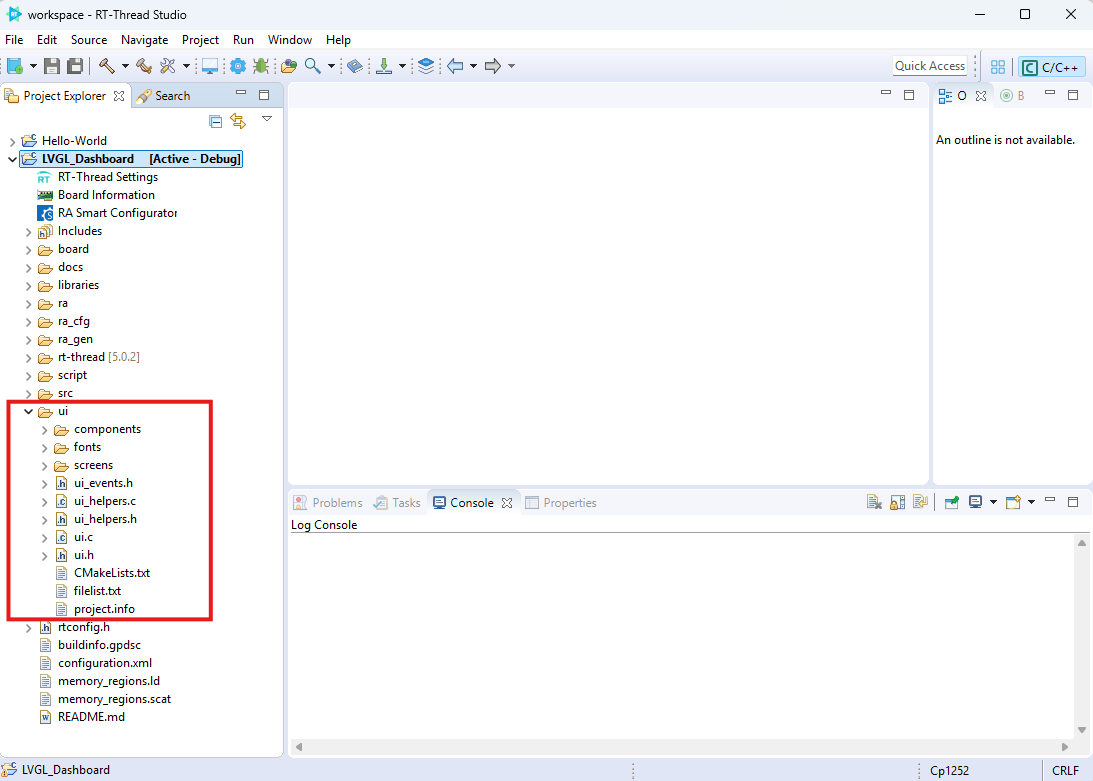 workspace - RT-Thread Studio
File Edit Source Navigate Project Run Window Help
Quick Access
C/C++
Project Explorer
Search
Hello-World
LVGL_Dashboard [Active - Debug]
RT-Thread Settings
Board Information
RA Smart Configurator
Includes
board
docs
libraries
ra
ra_cfg
ra_gen
rt-thread [5.0.2]
script
src
ui
components
fonts
screens
ui_events.h
ui_helpers.c
ui_helpers.h
ui.c
ui.h
CMakeLists.txt
filelist.txt
project.info
rtconfig.h
buildinfo.gpdsc
configuration.xml
memory_regions.ld
memory_regions.scat
README.md
O
B
An outline is not available.
Problems Tasks Console Properties
Log Console
LVGL_Dashboard
Cp1252
CRLF